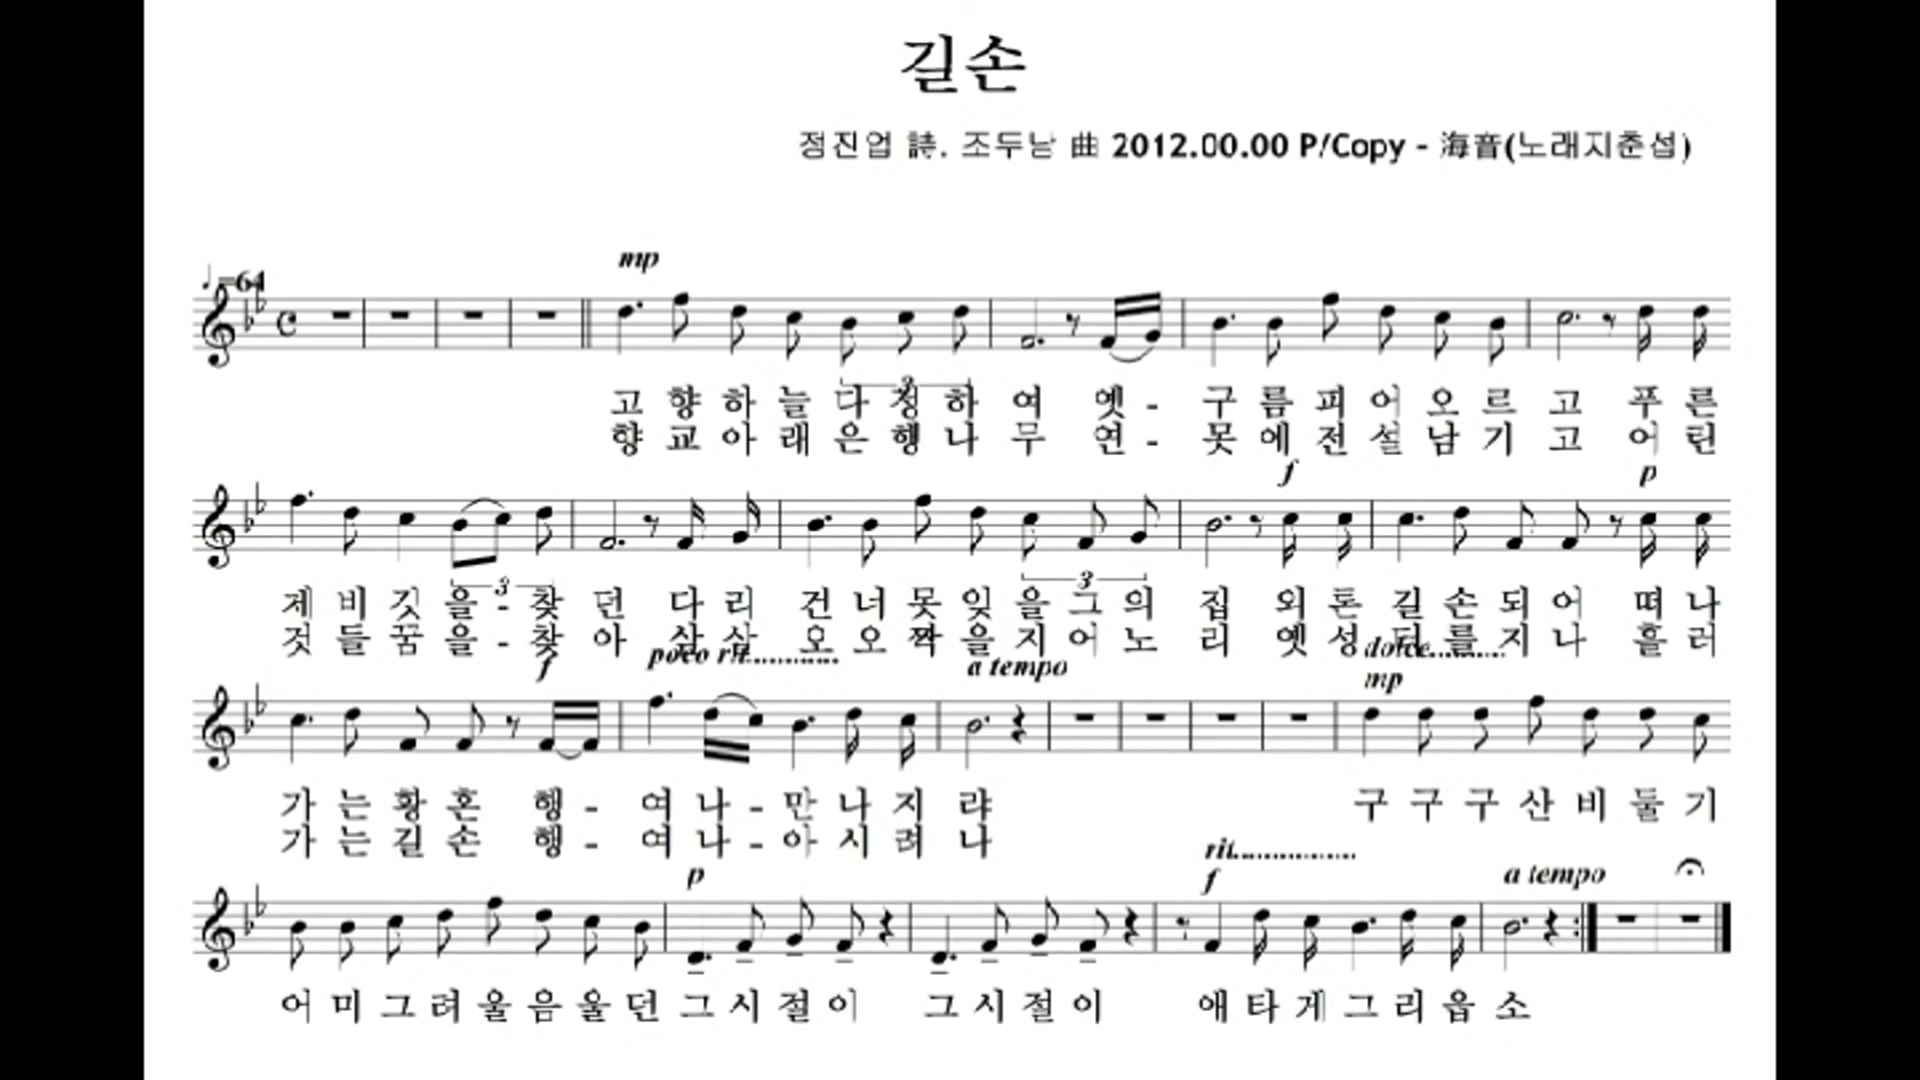 길손
정진업 詩. 조두남 曲 2012.00.00 P/Copy - 海音(노래지춘섭)
mp
♩=64
고 향 하 늘 다 정 하 여 옛 - 구 름 피 어 오 르 고 푸 른
향 교 아 래 은 행 나 무 연 - 못 에 전 설 남 기 고 어 린
f p
3
제 비 깃 을 - 찾 던 다 리 건 너 못 잊 을 그 의 집 외 톤 길 손 되 어 떠 나
것 들 꿈 을 - 찾 아 삼 삼 오 오 짝 을 지 어 노 리 옛 성 터 를 지 나 흘 러
f poco rit............. a tempo dolce.......... mp
가 는 황 혼 행 - 여 나 - 만 나 지 랴 구 구 구 산 비 둘 기
가 는 길 손 행 - 여 나 - 아 시 려 나
p rit................ f a tempo
어 미 그 려 울 음 울 던 그 시 절 이 그 시 절 이 애 타 게 그 리 웁 소